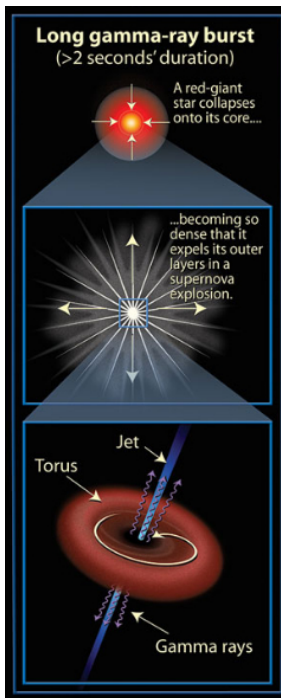 Long gamma-ray burst
(>2 seconds' duration)
A red-giant
star collapses
onto its core....
...becoming so
dense that it
expels its outer
layers in a
supernova
explosion.
Jet
Torus
Gamma rays